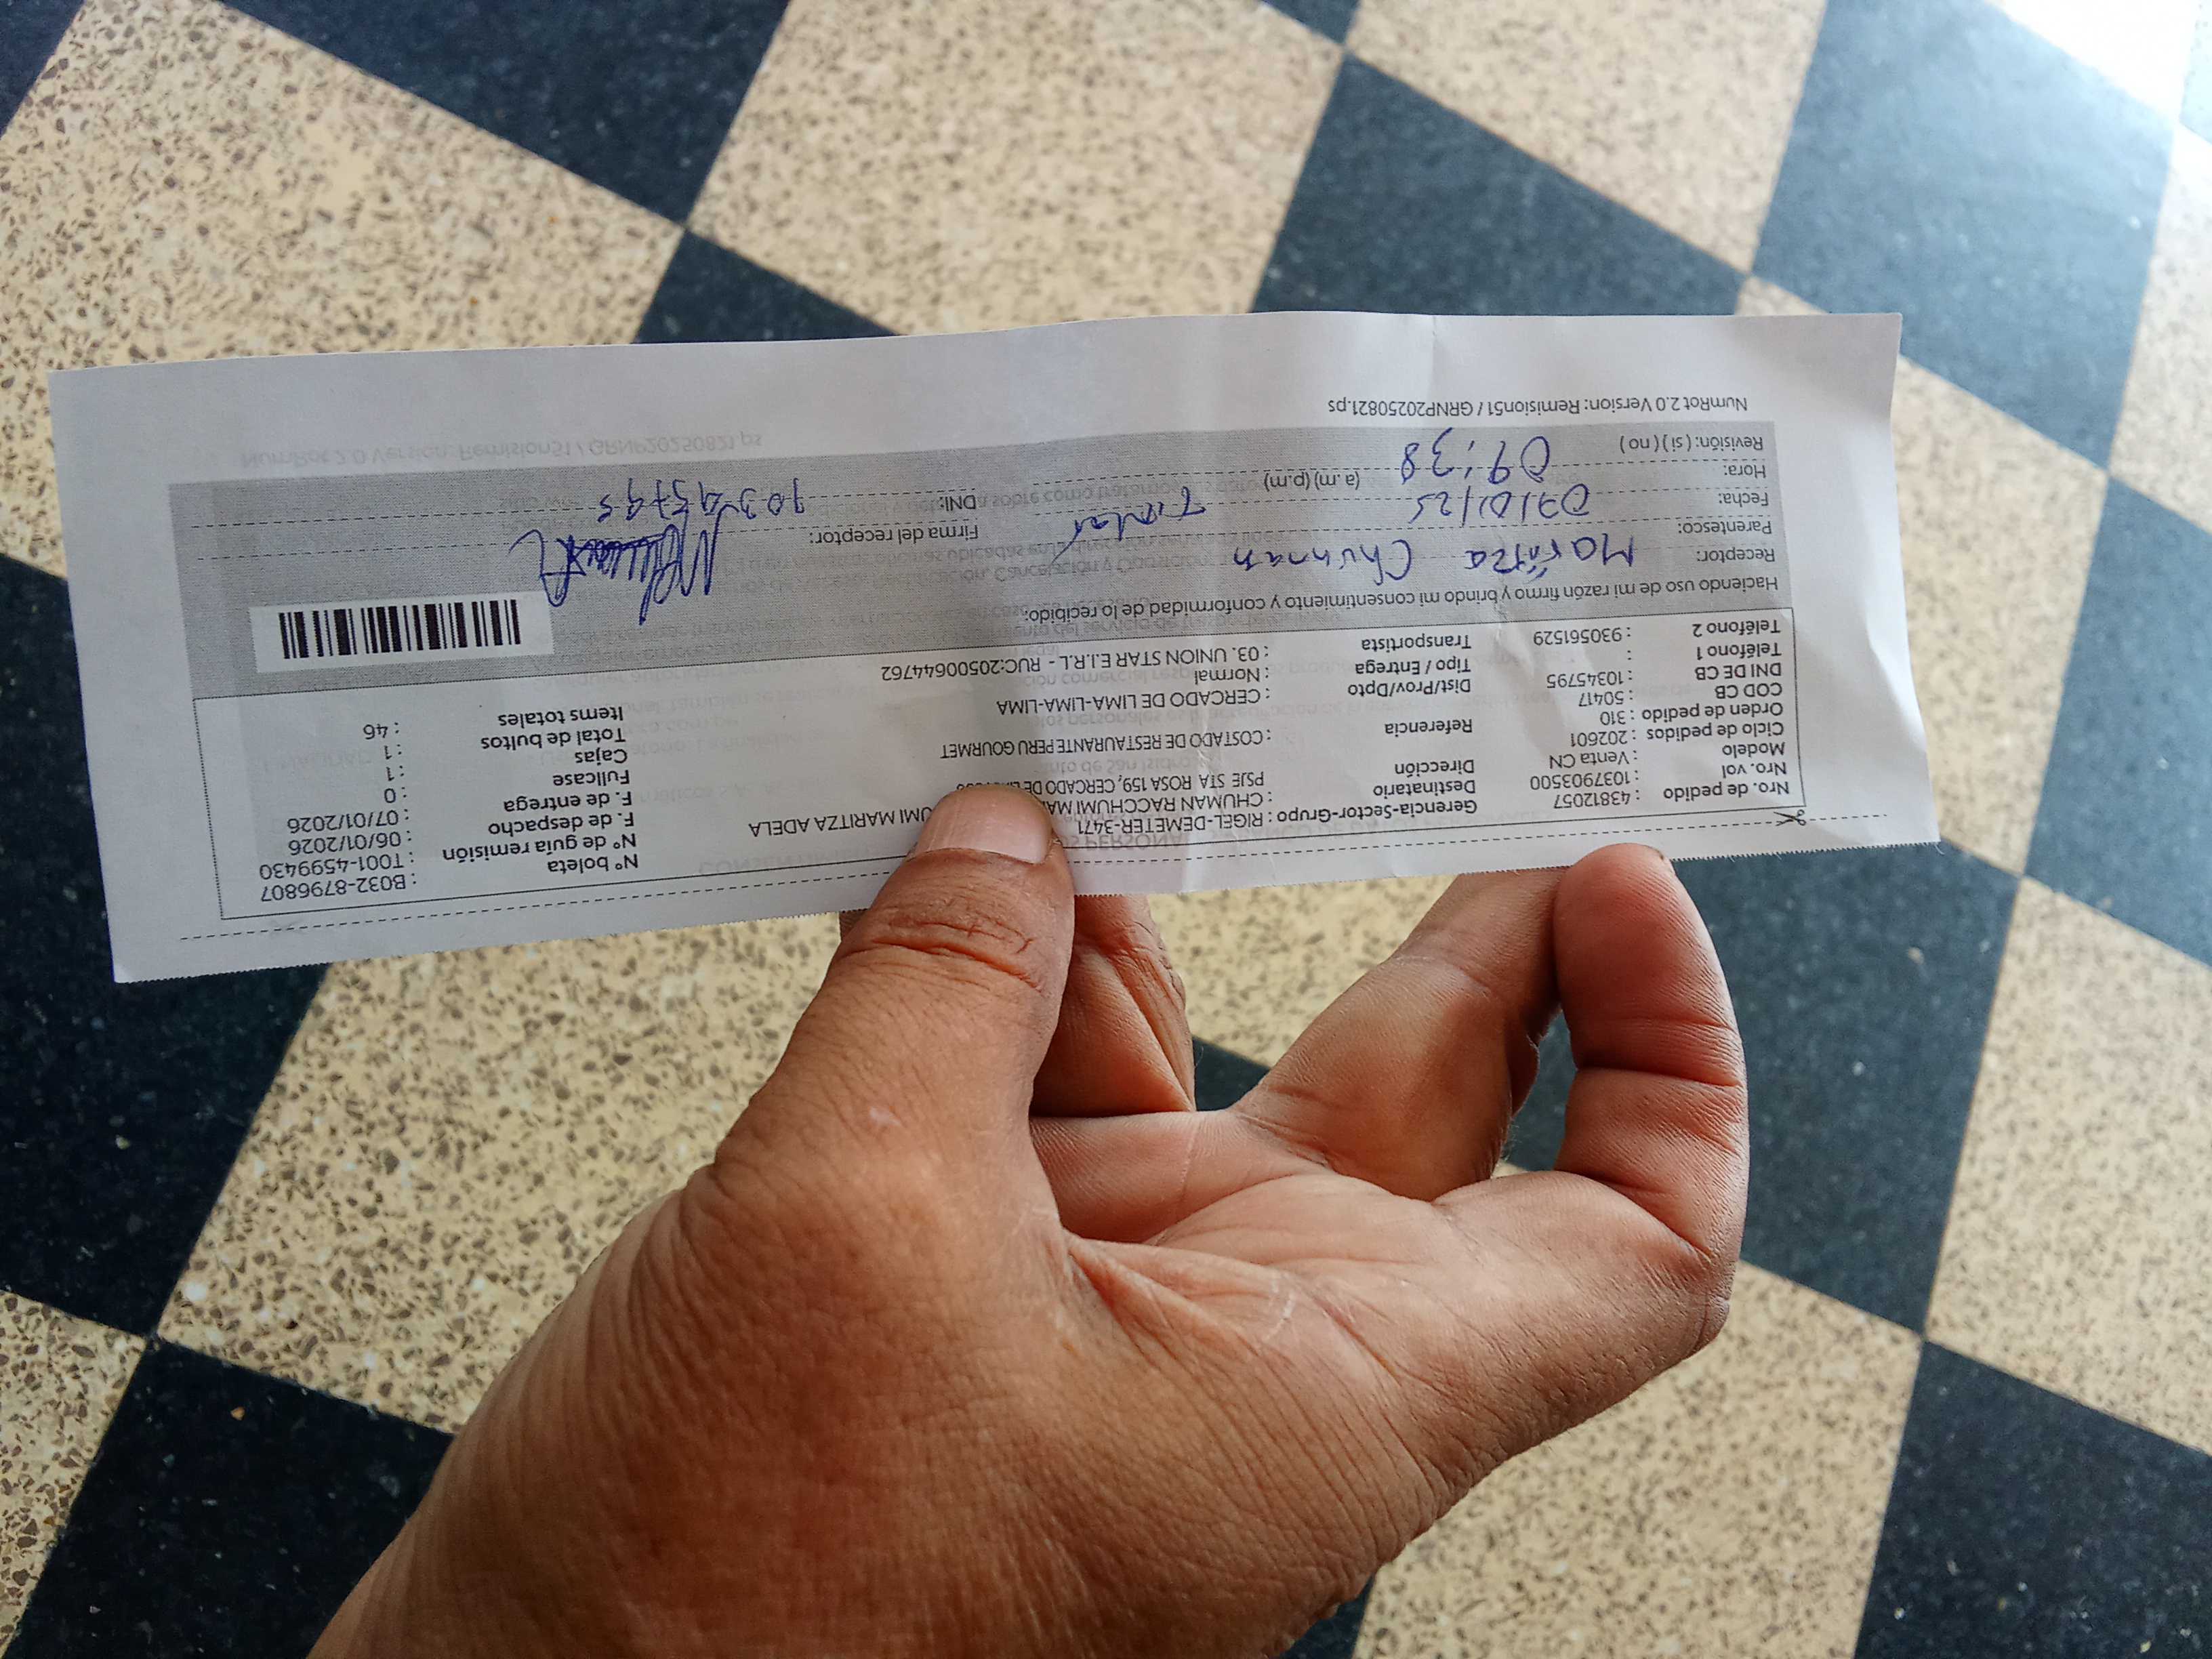 Nro. de pedido : 43812057
Nro. vol : 1037903500
Modelo : Venta CN
Ciclo de pedidos : 202601
Orden de pedido : 310
COD CB : 50417
DNI DE CB : 10345795
Teléfono 1 :
Teléfono 2 : 930561529
Gerencia-Sector-Grupo : RIGEL-DEMETER-3471
Destinatario : CHUMAN RACCHUMI MARITZA ADELA
Dirección PSJE STA ROSA 159, CERCADO DE
Referencia : COSTADO DE RESTAURANTE PERU GOURMET
Dist/Prov/Dpto : CERCADO DE LIMA-LIMA-LIMA
Tipo / Entrega : Normal
Transportista : 03. UNION STAR E.I.R.L - RUC:20500644762
N° boleta : B032-8796807
N° de guía remisión : T001-4599430
F. de despacho : 06/01/2026
F. de entrega : 07/01/2026
Fullcase : 0
Cajas : 1
Total de bultos : 1
Items totales : 46
Haciendo uso de mi razón firmo y brindo mi consentimiento y conformidad de lo recibido:
Receptor: Maritza Chuman
Parentesco: Titular
Fecha: 07/01/25
Hora: 09:38 (a.m) (p.m)
Revisión: ( si ) ( no )
Firma del receptor:
DNI: 10345795
NumRot 2.0 Version: Remision51 / GRNP20250821.ps